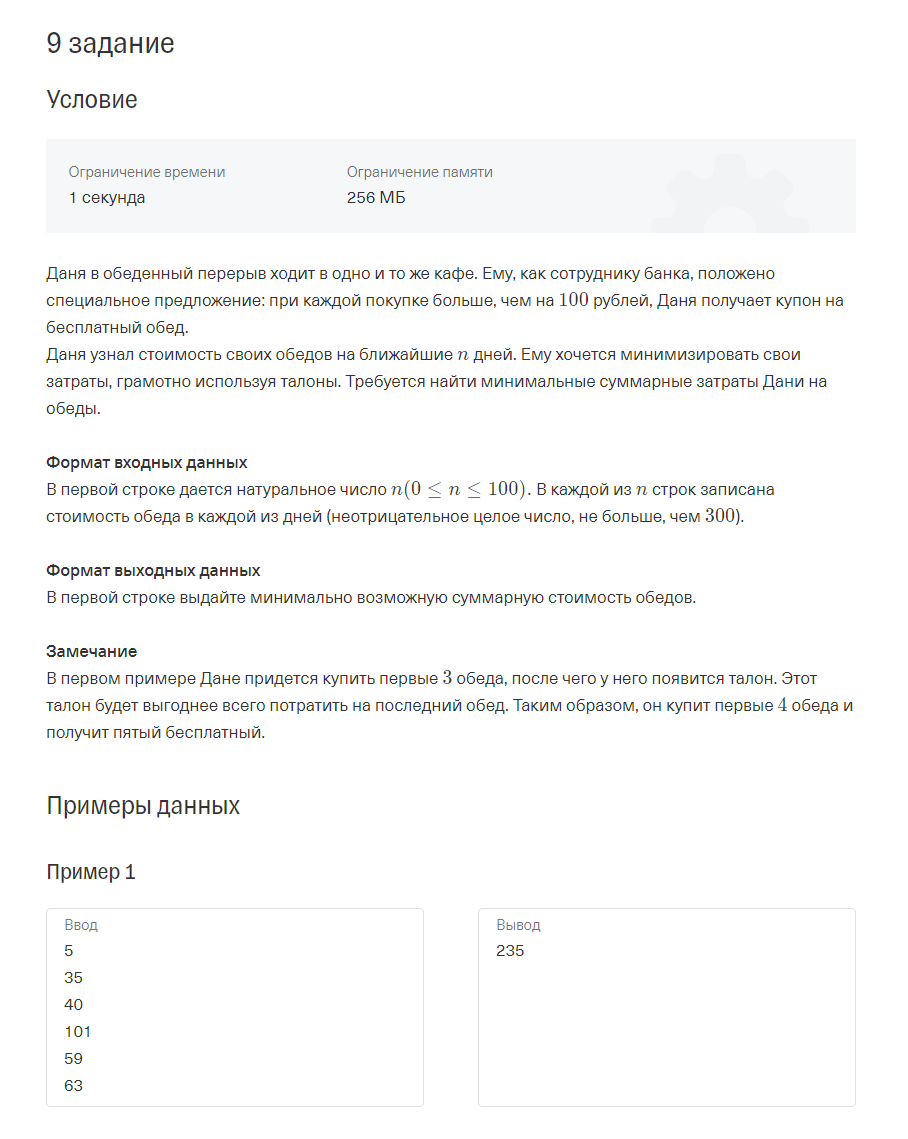 9 задание
Условие
Ограничение времени
Ограничение памяти
1 секунда
256 МБ
Даня в обеденный перерыв ходит в одно и то же кафе. Ему, как сотруднику банка, положено
специальное предложение: при каждой покупке больше, чем на 100 рублей, Даня получает купон на
бесплатный обед.
Даня узнал стоимость своих обедов на ближайшие n дней. Ему хочется минимизировать свои
затраты, грамотно используя талоны. Требуется найти минимальные суммарные затраты Дани на
обеды.
Формат входных данных
В первой строке дается натуральное число n(0 ≤ n ≤ 100). В каждой из n строк записана
стоимость обеда в каждой из дней (неотрицательное целое число, не больше, чем 300).
Формат выходных данных
В первой строке выдайте минимально возможную суммарную стоимость обедов.
Замечание
В первом примере Дане придется купить первые 3 обеда, после чего у него появится талон. Этот
талон будет выгоднее всего потратить на последний обед. Таким образом, он купит первые 4 обеда и
получит пятый бесплатный.
Примеры данных
Пример 1
Ввод
5
35
40
101
59
63
Вывод
235